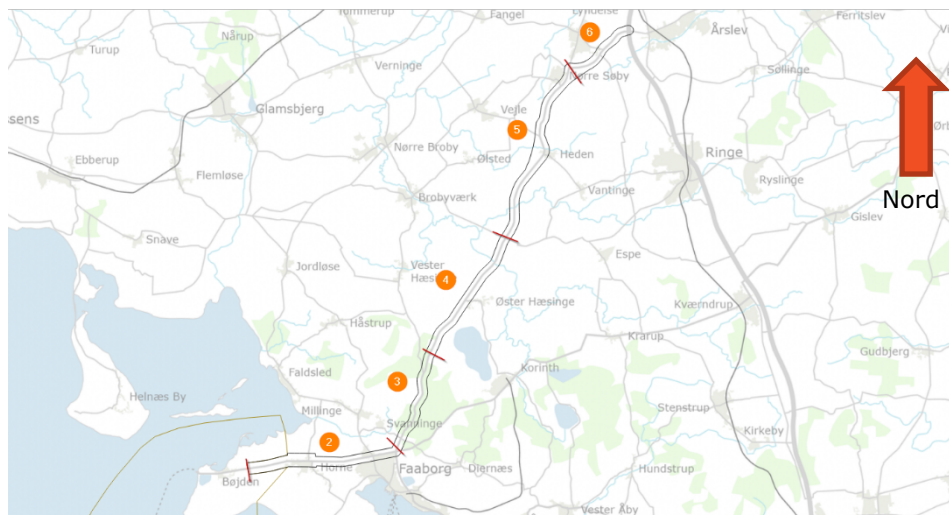 Tommerup
Fangel
Lyndelse
Ferritslev
Nårup
6
Årslev
Turup
Verninge
Nørre Søby
Søllinge
Glamsbjerg
Vejle
sens
5
Ørb
Nørre Broby
Ølsted
Heden
Ringe
Ebberup
Flemløse
Ryslinge
Nord
Vantinge
Brobyværk
Gislev
Snave
Espe
Jordløse
Vester
Hæs
4
Øster Hæsinge
Kværndrup
Håstrup
Krarup
Gudbjerg
Faldsled
Korinth
3
Helnæs By
Millinge
Svanninge
Stenstrup
2
Kirkeby
Horne
Faaborg
Diernæs
Hundstrup
Bøjden
Vester Åby